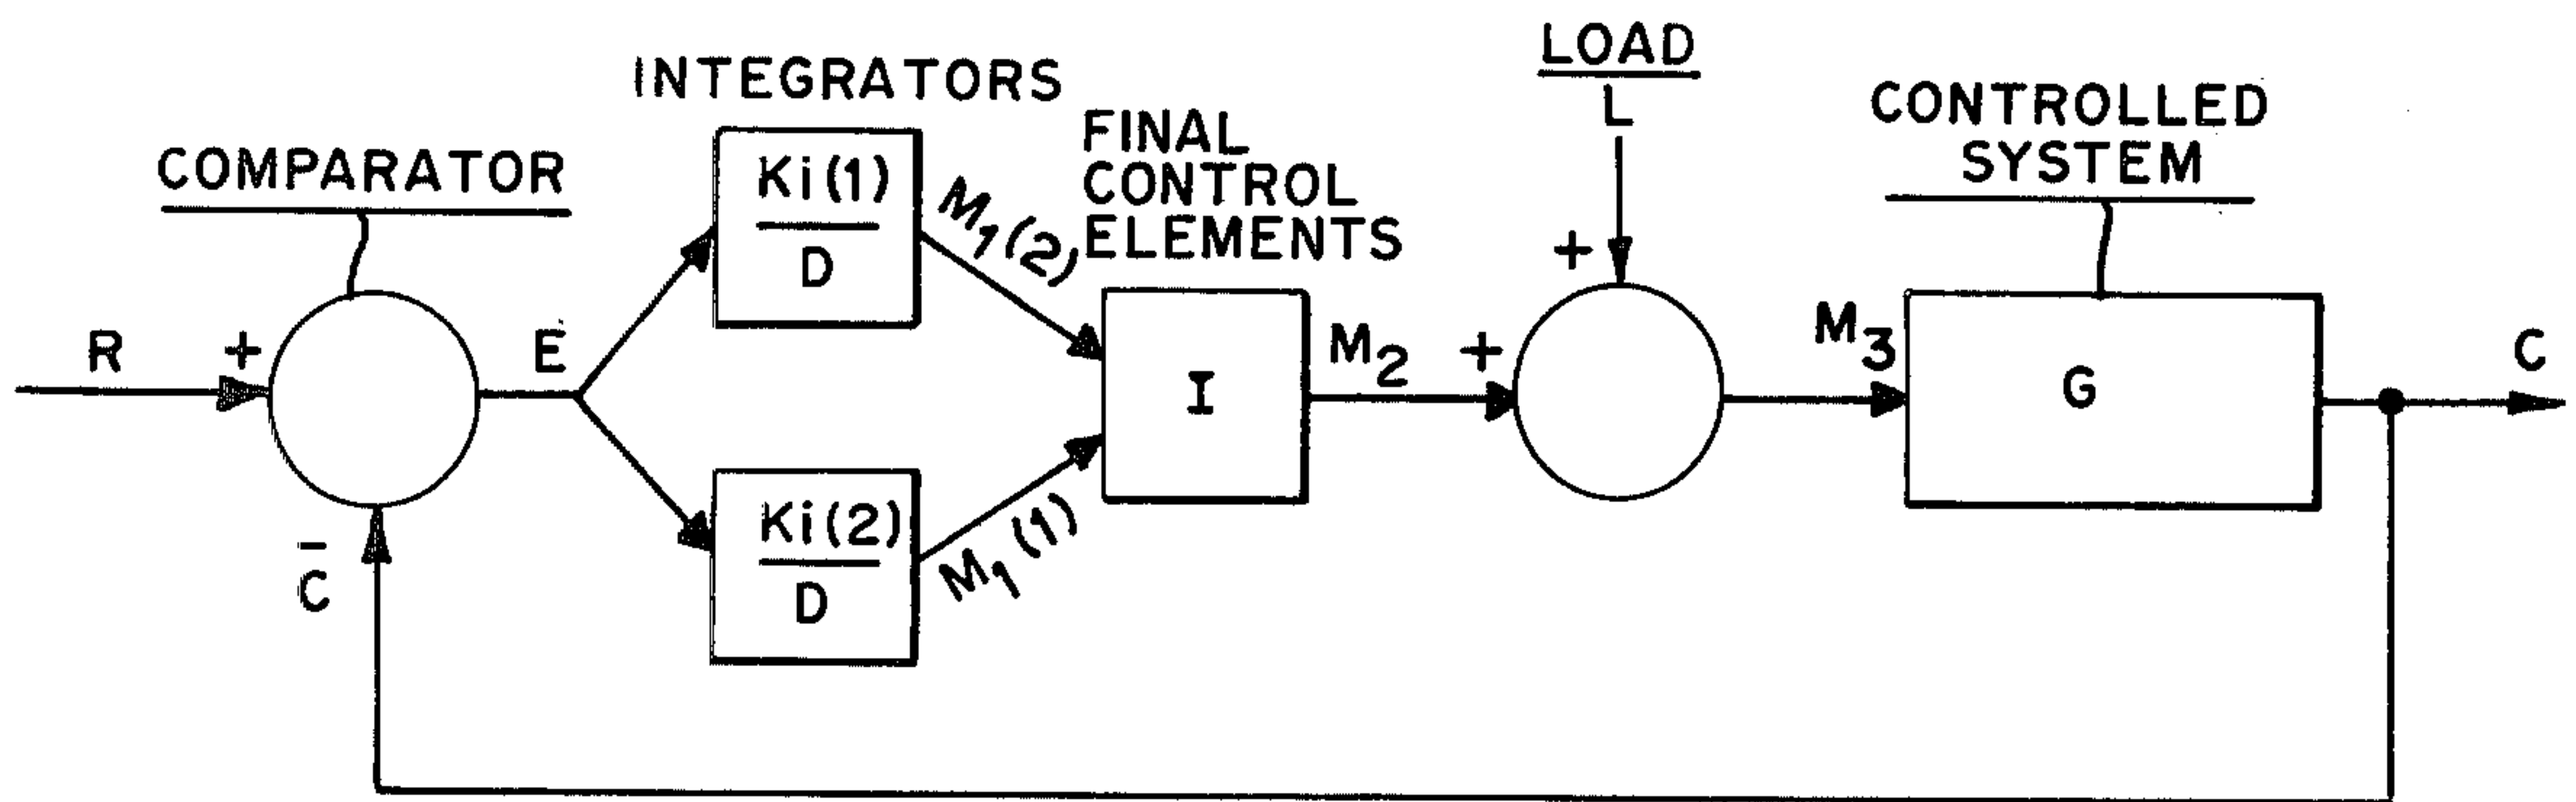 LOAD
L
INTEGRATORS
CONTROLLED
SYSTEM
FINAL
CONTROL
ELEMENTS
COMPARATOR
Ki(1)
D
M1(2)
+
R
+
E
I
M2
+
M3
G
C
Ki(2)
D
M1(1)
-
C